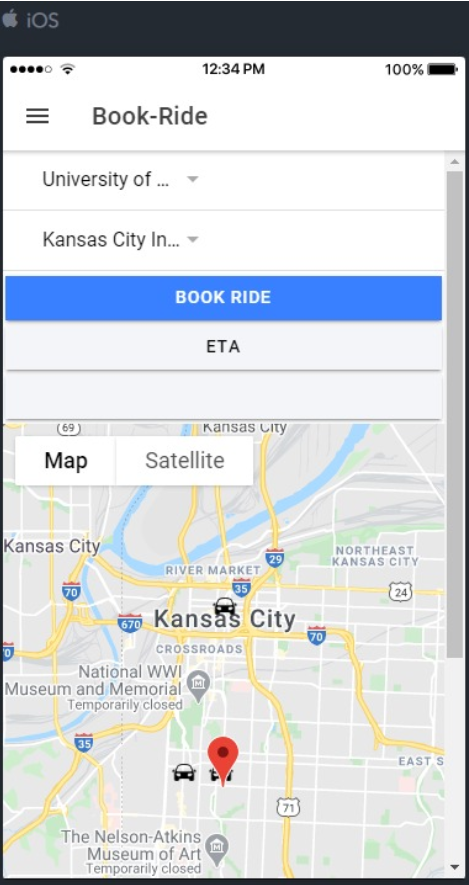 iOS
12:34 PM 100%
Book-Ride
University of ...
Kansas City In...
BOOK RIDE
ETA
69
Kansas City
Map Satellite
Kansas City
RIVER MARKET
29
NORTHEAST
KANSAS CITY
35
70
24
670
Kansas City
70
CROSSROADS
National WWI
Museum and Memorial
Temporarily closed
35
EAST S
71
The Nelson-Atkins
Museum of Art
Temporarily closed